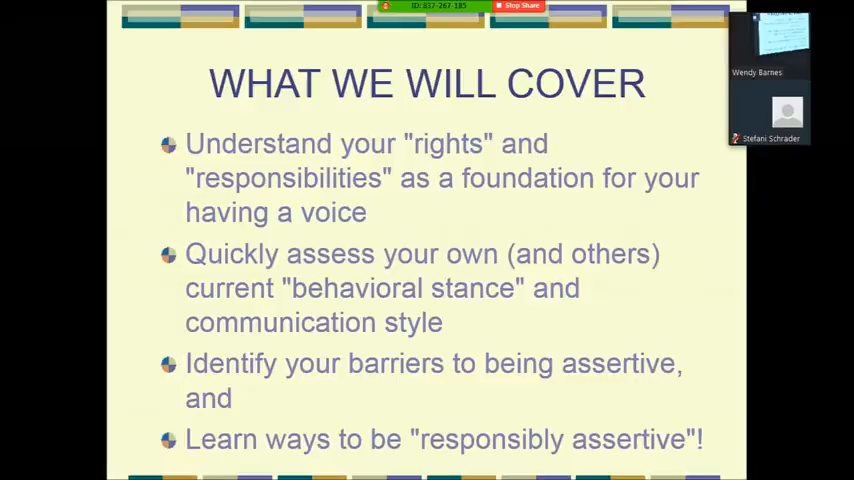 ID: 837-267-185
Stop Share
WHAT WE WILL COVER
Understand your "rights" and
"responsibilities" as a foundation for your
having a voice
Quickly assess your own (and others)
current "behavioral stance" and
communication style
Identify your barriers to being assertive,
and
Learn ways to be "responsibly assertive"!
Wendy Barnes
Stefani Schrader